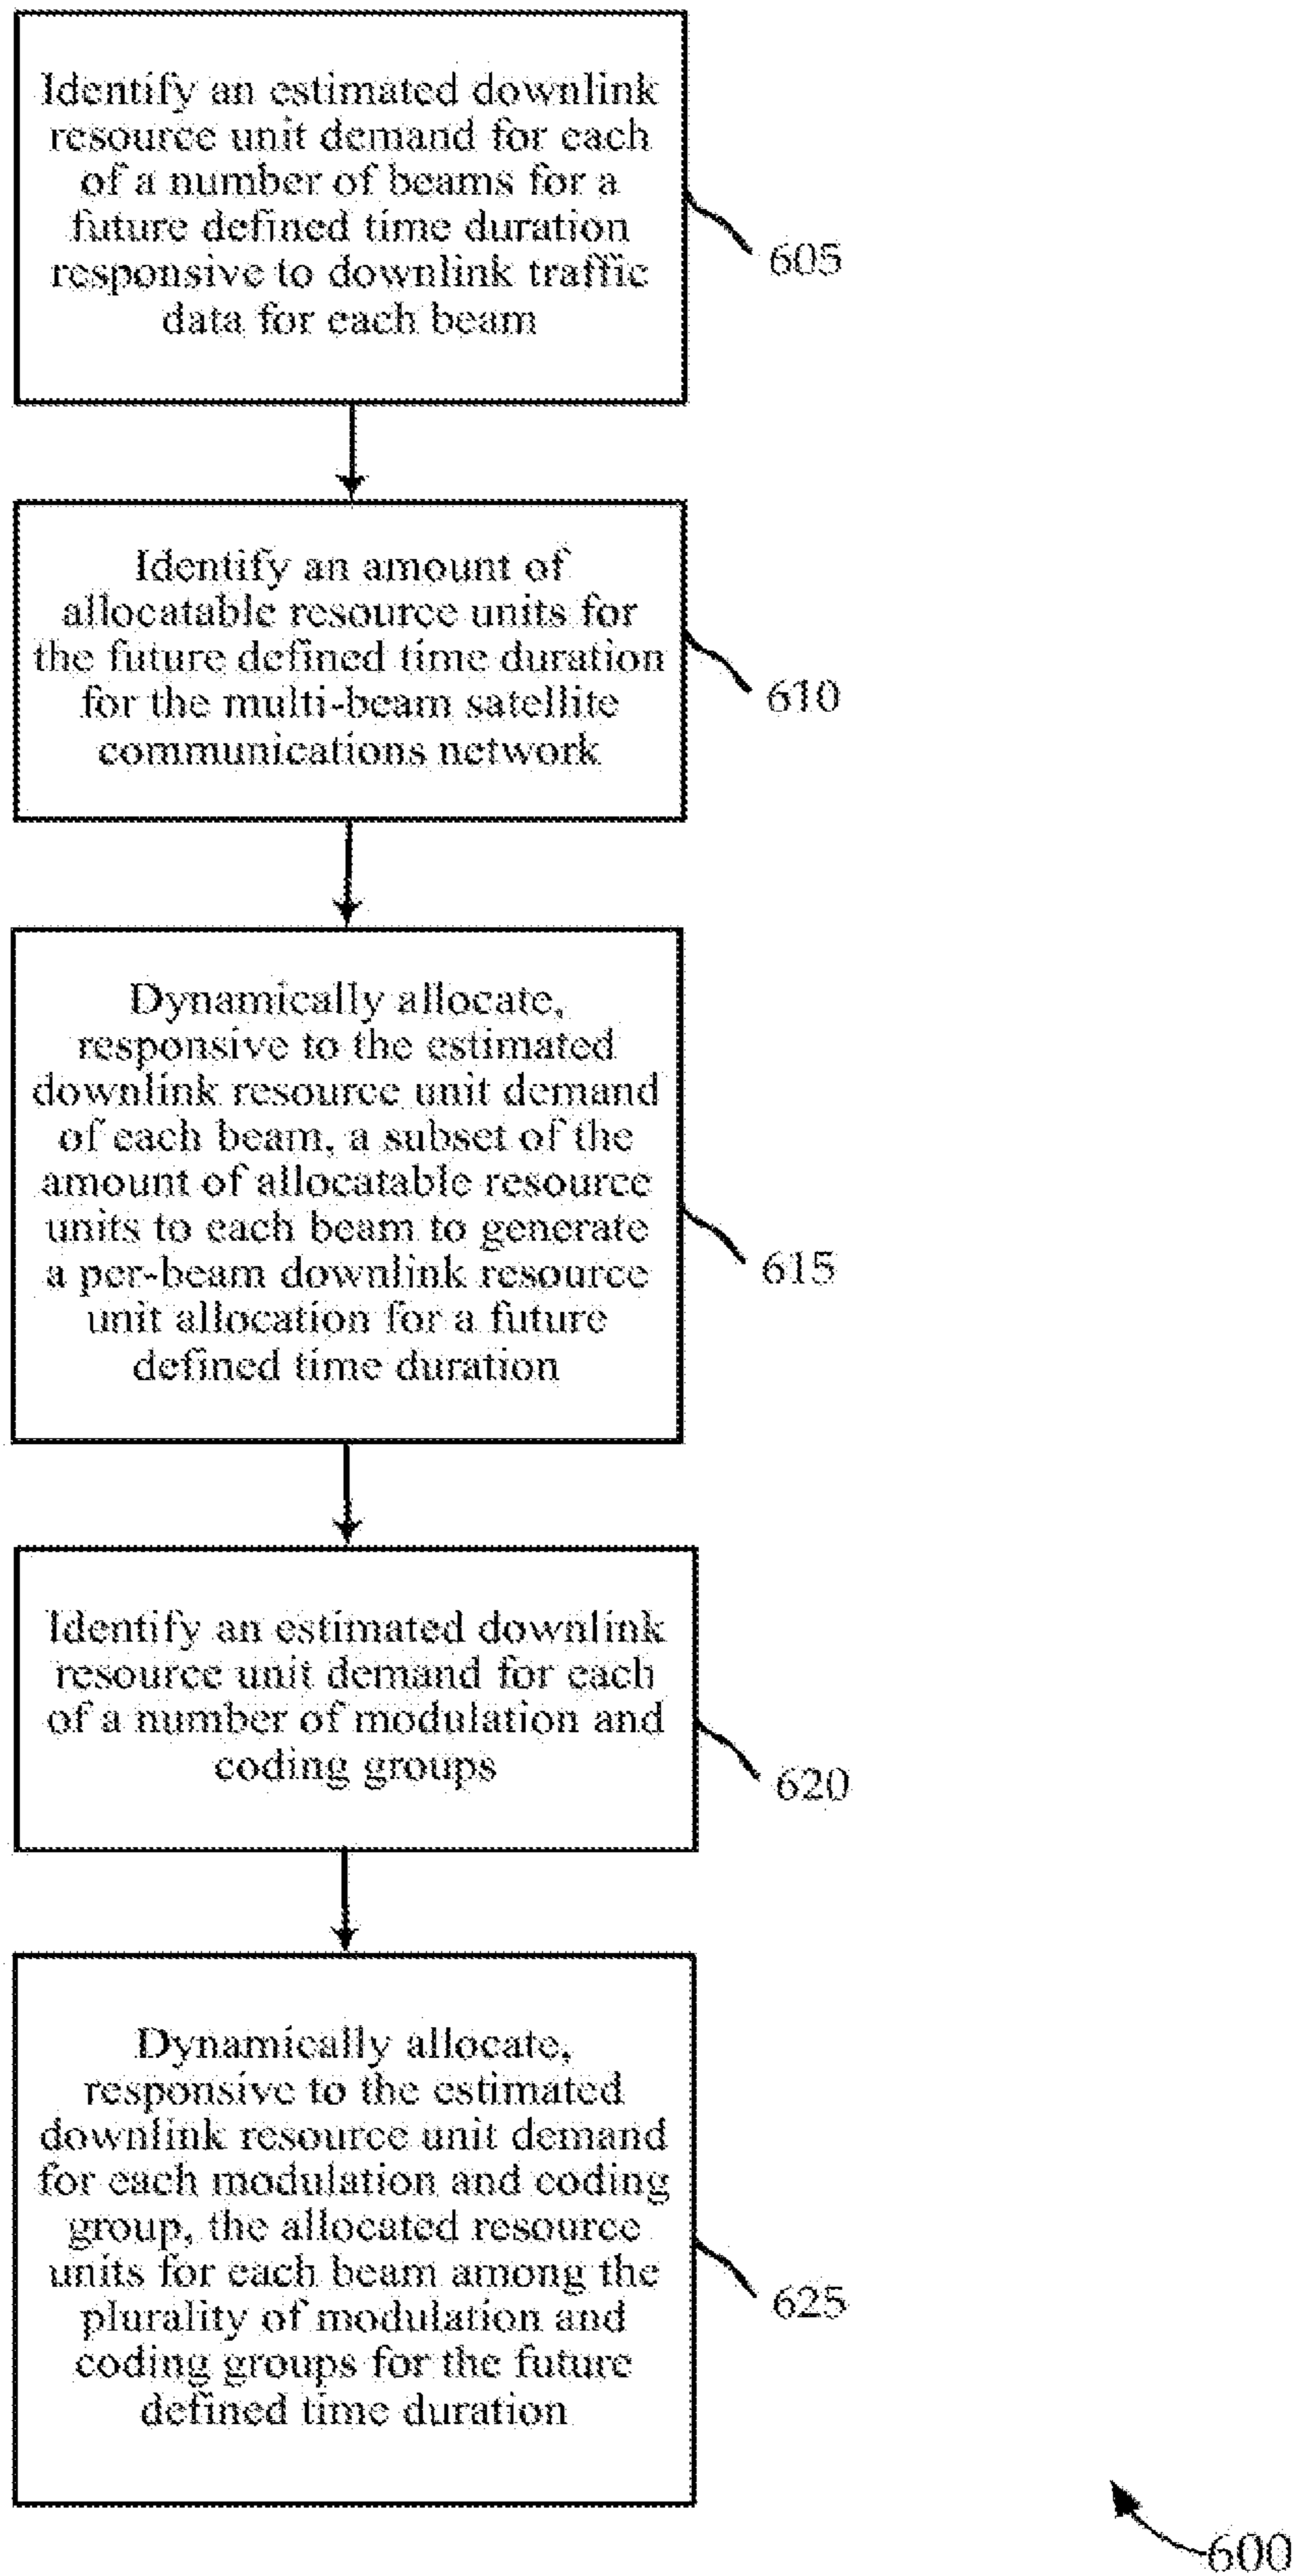 Identify an estimated downlink
resource unit demand for each
of a number of beams for a
future defined time duration
responsive to downlink traffic
data for each beam
605
Identify an amount of
allocatable resource units for
the future defined time duration
for the multi-beam satellite
communications network
610
Dynamically allocate,
responsive to the estimated
downlink resource unit demand
of each beam, a subset of the
amount of allocatable resource
units to each beam to generate
a per-beam downlink resource
unit allocation for a future
defined time duration
615
Identify an estimated downlink
resource unit demand for each
of a number of modulation and
coding groups
620
Dynamically allocate,
responsive to the estimated
downlink resource unit demand
for each modulation and coding
group, the allocated resource
units for each beam among the
plurality of modulation and
coding groups for the future
defined time duration
625
600